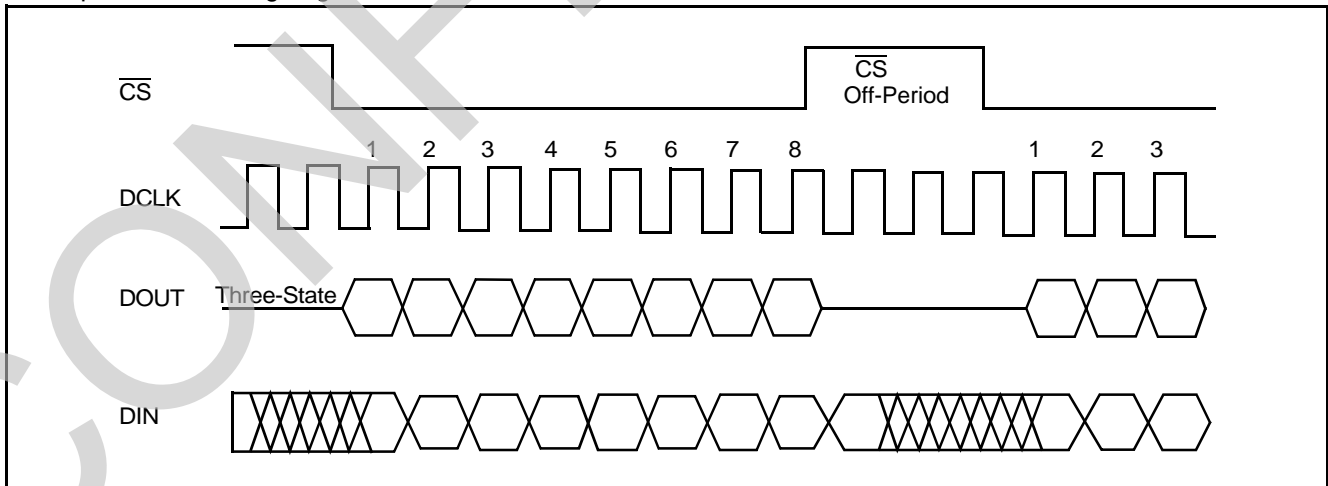 CS
CS
Off-Period
1 2 3 4 5 6 7 8 1 2 3
DCLK
DOUT Three-State
DIN